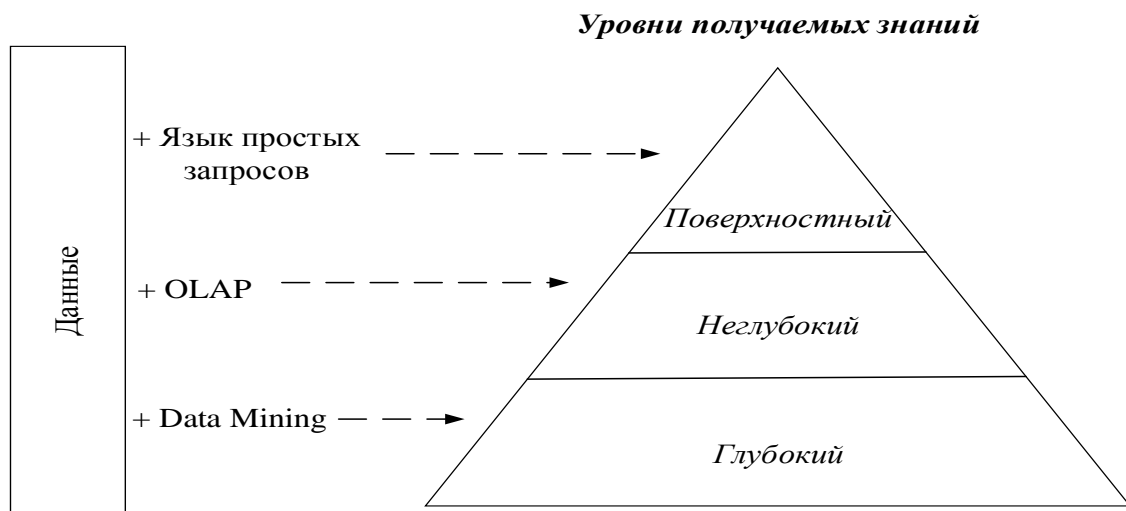 Уровни получаемых знаний
+ Язык простых
запросов
Поверхностный
Данные
+ OLAP
Неглубокий
+ Data Mining
Глубокий